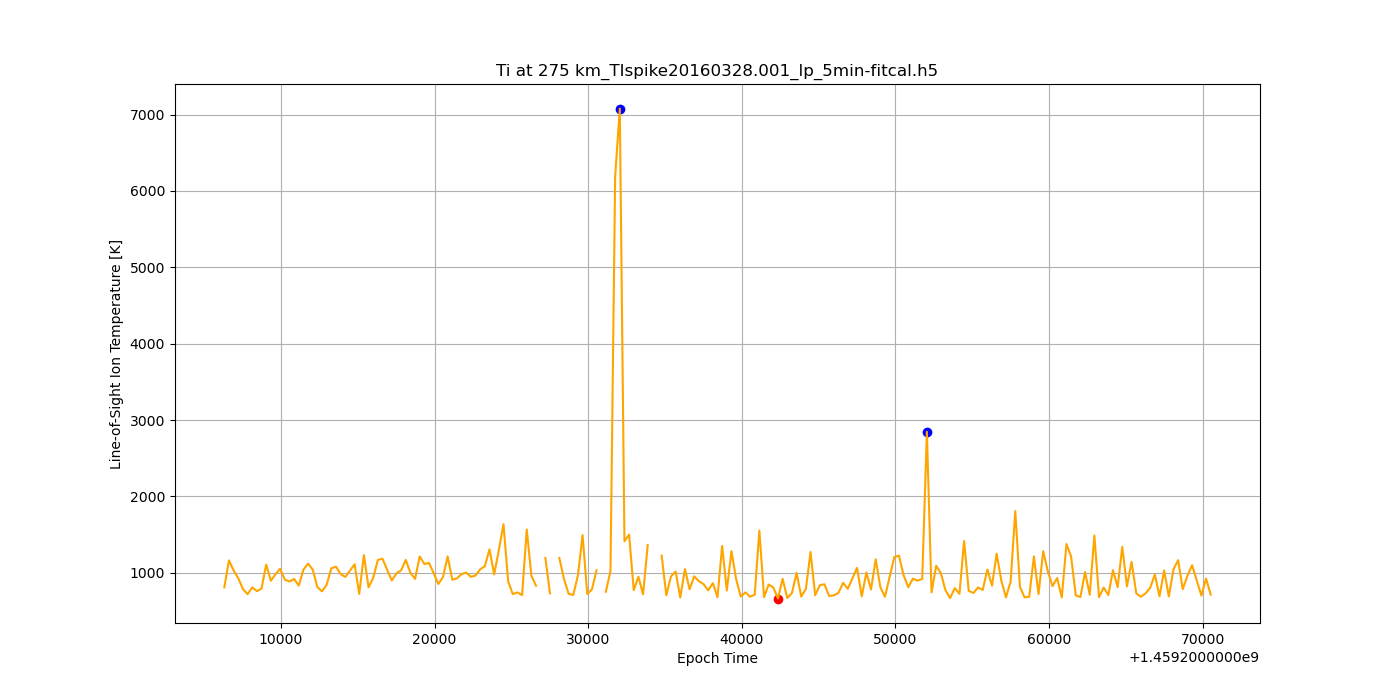 Ti at 275 km_TIspike20160328.001_lp_5min-fitcal.h5
Line-of-Sight Ion Temperature [K]
7000
6000
5000
4000
3000
2000
1000
10000 20000 30000 40000 50000 60000 70000
Epoch Time
+1.4592000000e9